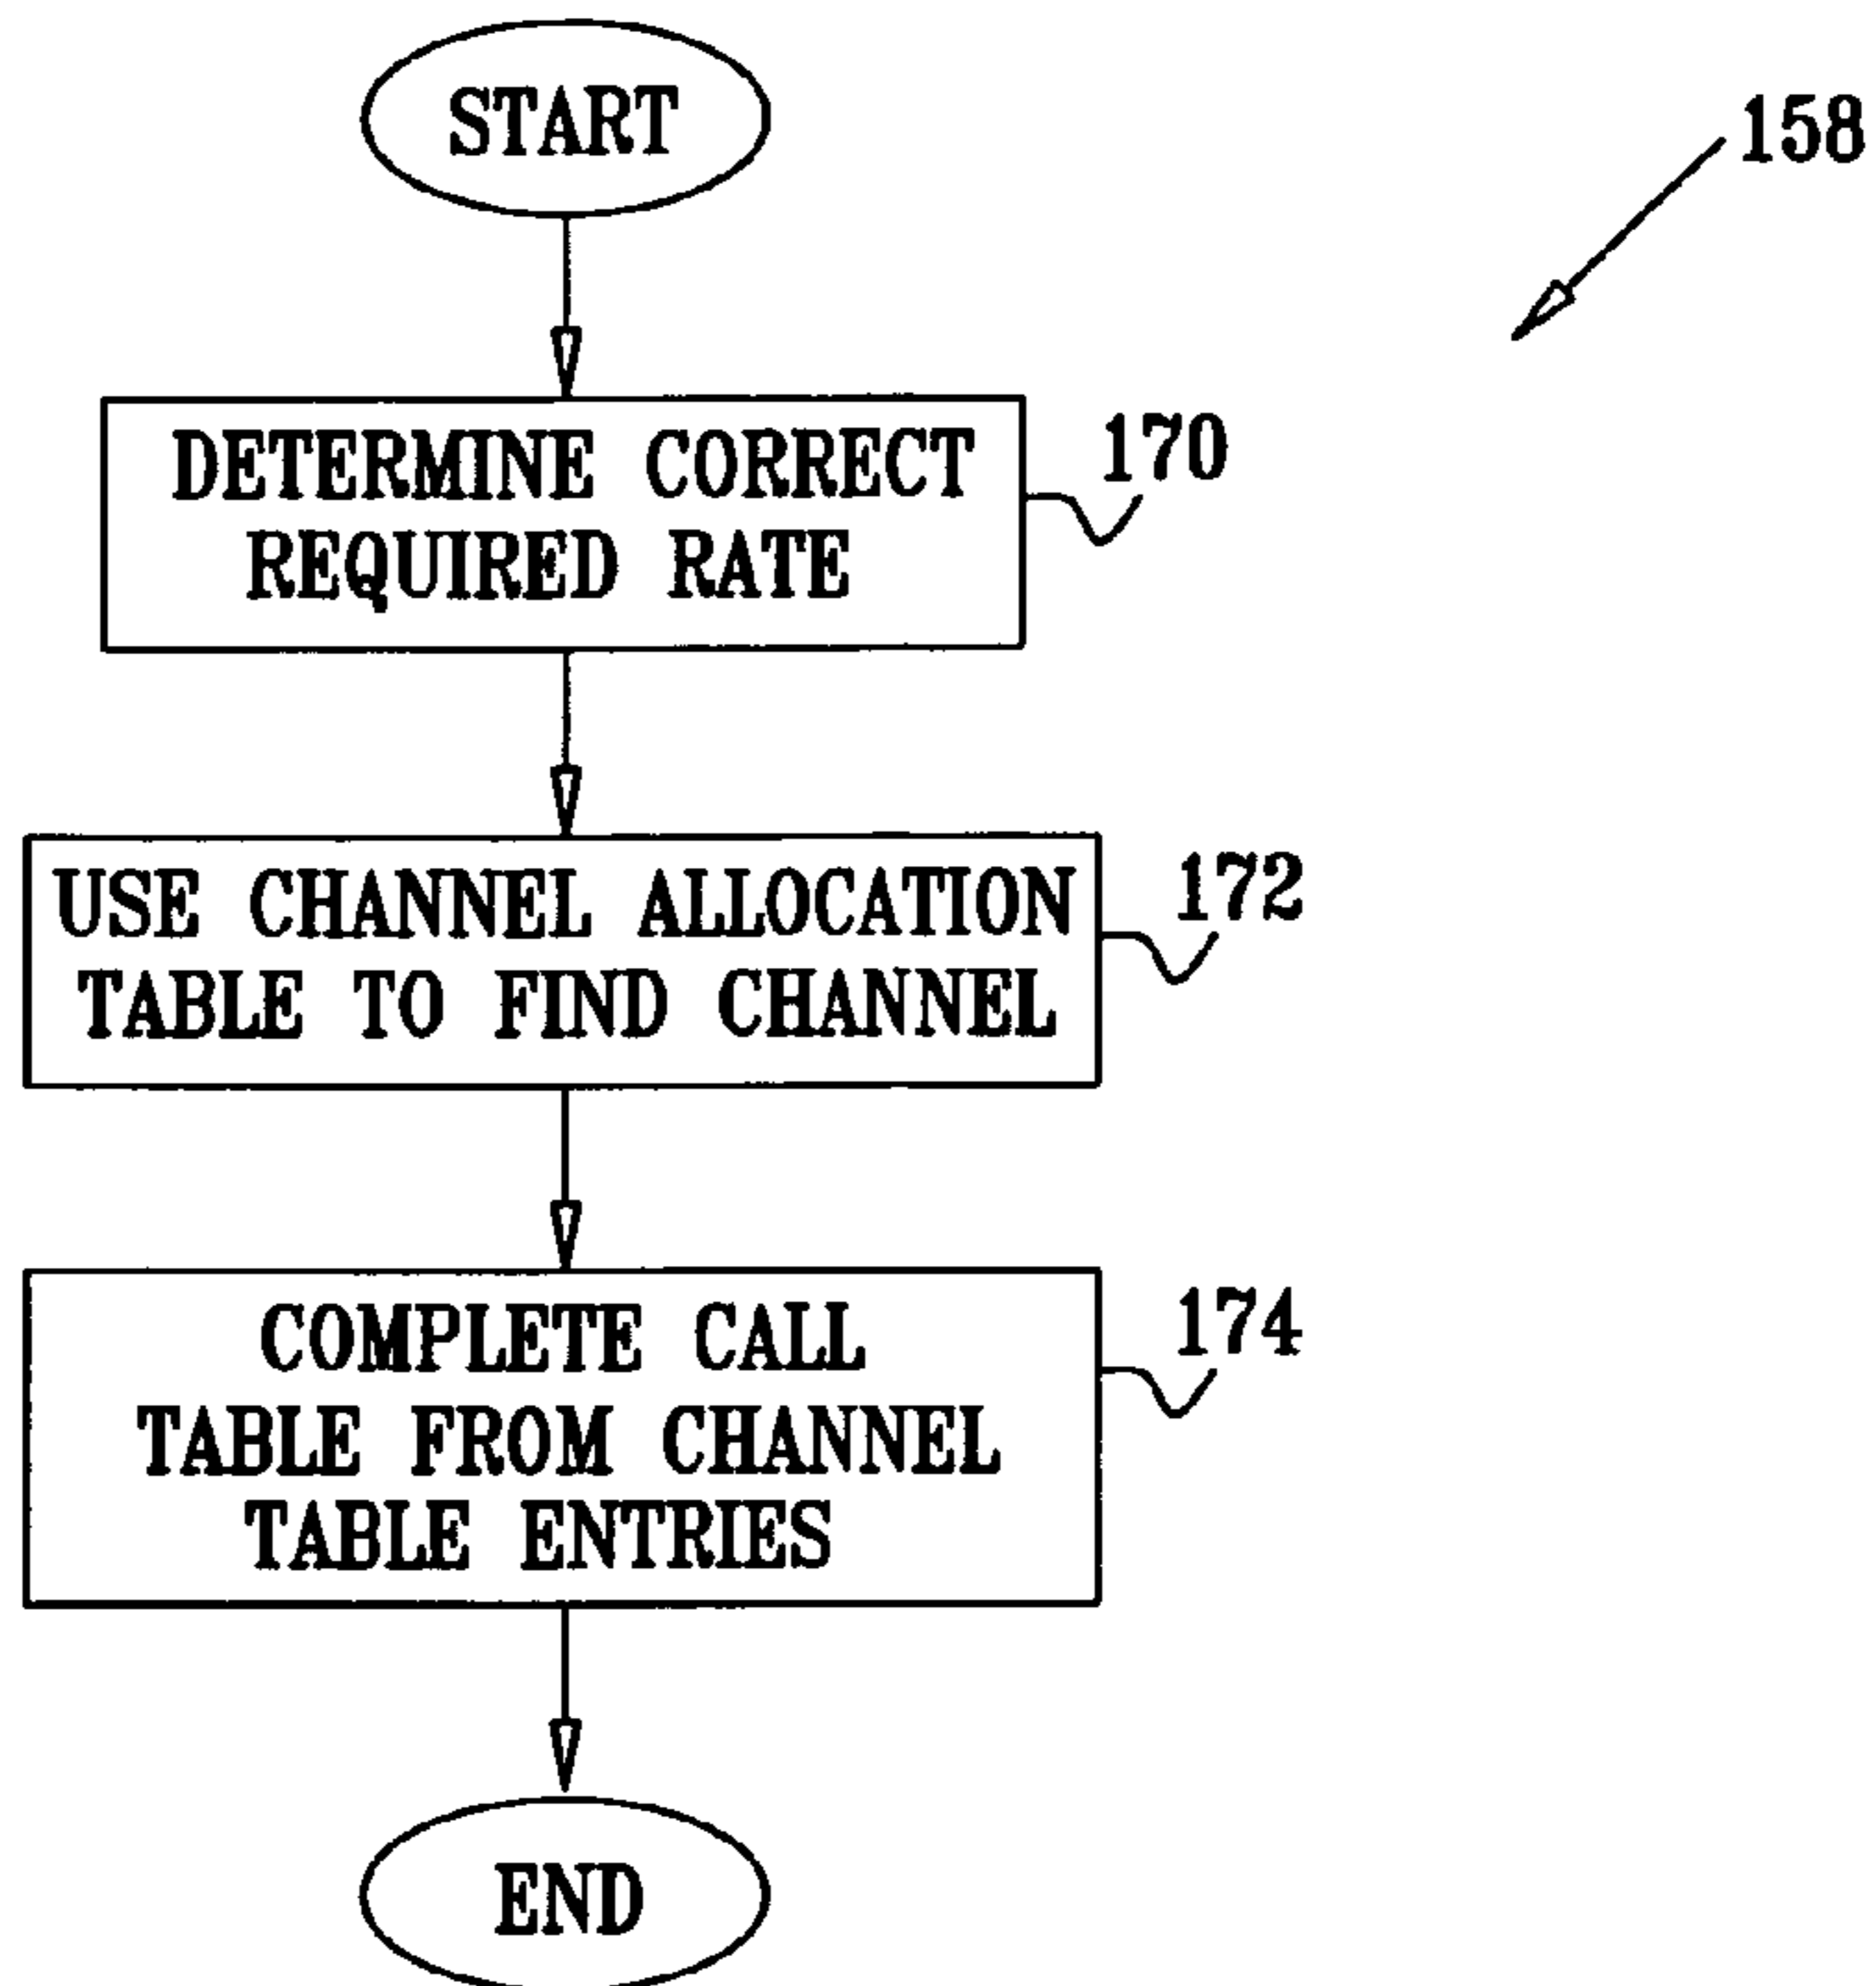 START
158
DETERMINE CORRECT
REQUIRED RATE
170
USE CHANNEL ALLOCATION
TABLE TO FIND CHANNEL
172
COMPLETE CALL
TABLE FROM CHANNEL
TABLE ENTRIES
174
END